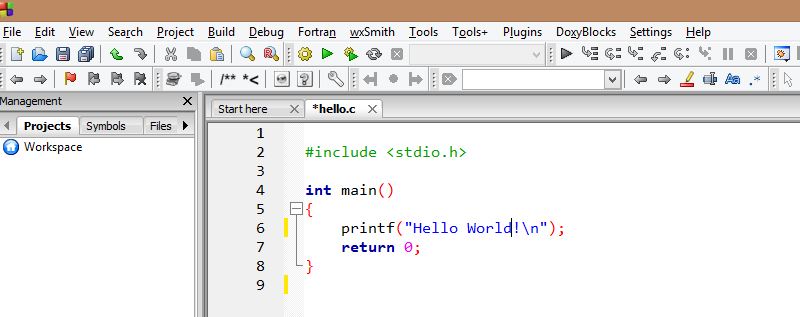 File Edit View Search Project Build Debug Fortran wxSmith Tools Tools+ Plugins DoxyBlocks Settings Help
/** *< Aa .*
Management
Projects Symbols Files
Workspace
Start here *hello.c
1
2 #include <stdio.h>
3
4 int main()
5 {
6 printf("Hello World!\n");
7 return 0;
8 }
9